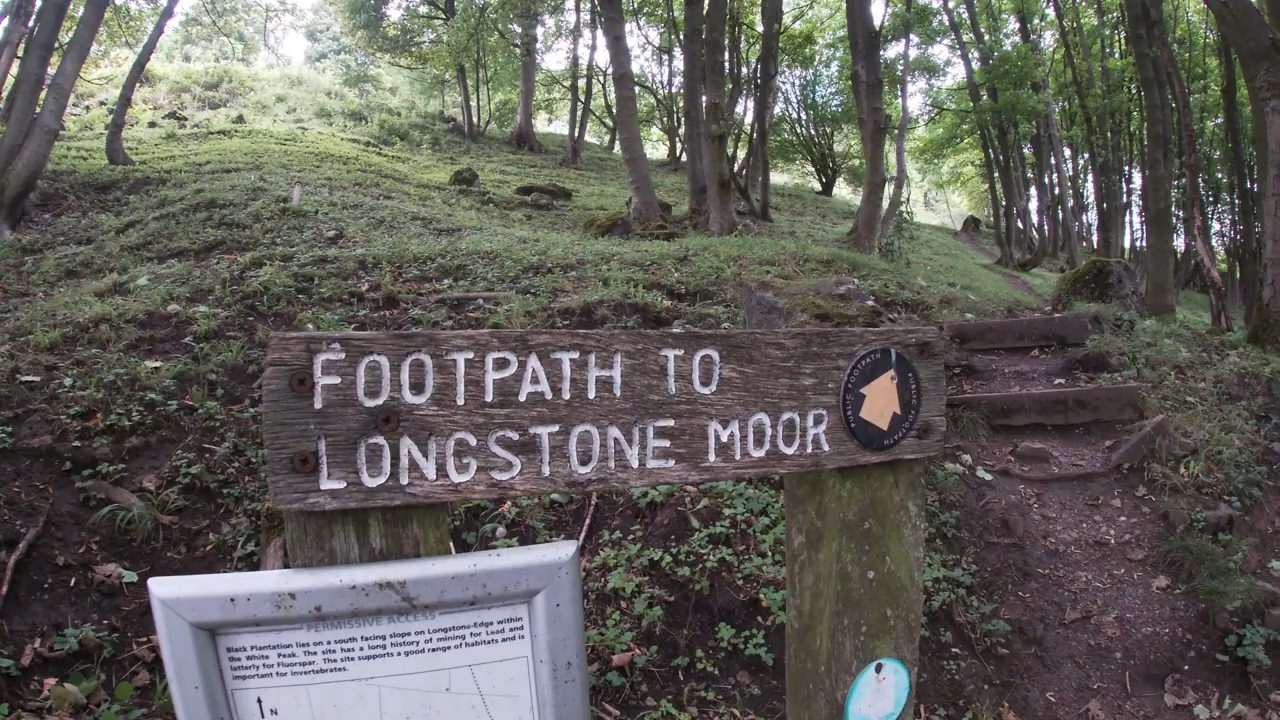 FOOTPATH TO
LONGSTONE MOOR
PUBLIC FOOTPATH
PUBLIC FOOTPATH
PERMISSIVE ACCESS
Black Plantation lies on a south facing slope on Longstone-Edge within
the White Peak. The site has a long history of mining for Lead and
latterly for Fluorspar. The site supports a good range of habitats and is
important for invertebrates.
N